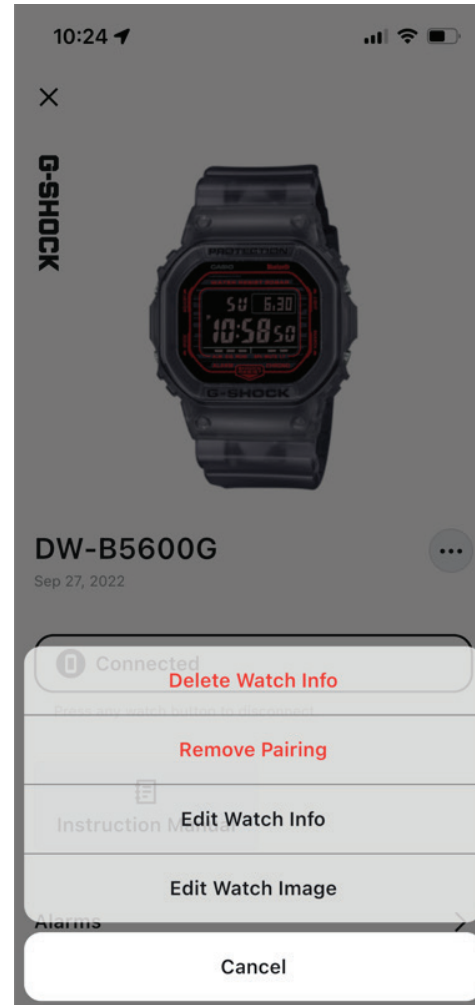 10:24
G-SHOCK
PROTECTION
CASIO Bluetooth
SU 6.30
10:58 50
G-SHOCK
DW-B5600G
Sep 27, 2022
Connected
Press any watch button to disconnect.
Delete Watch Info
Remove Pairing
Instruction Manual
Edit Watch Info
Edit Watch Image
Alarms
Cancel